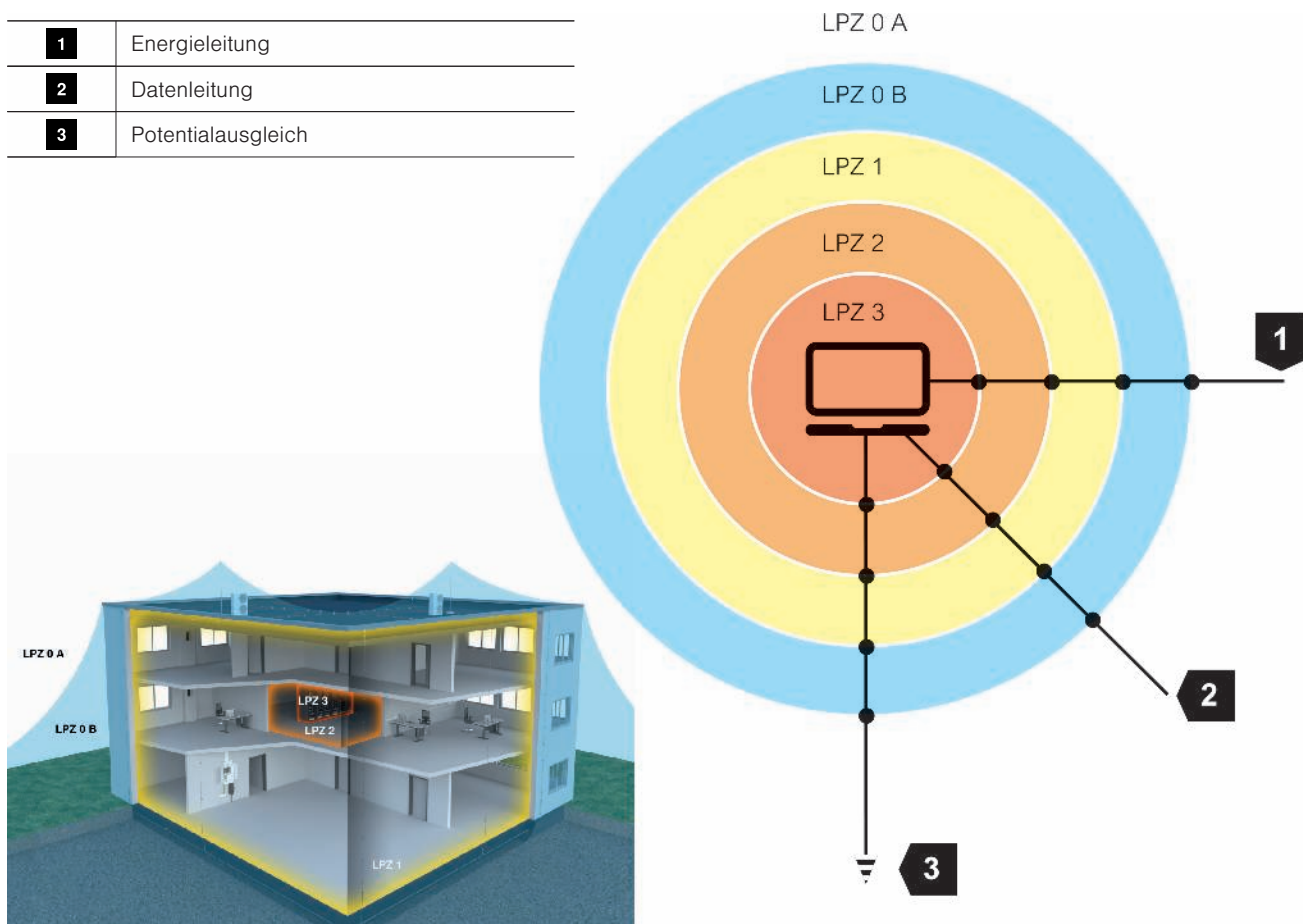 1 Energieleitung
2 Datenleitung
3 Potentialausgleich
LPZ 0 A
LPZ 0 B
LPZ 1
LPZ 2
LPZ 3
1
2
3
LPZ 0 A
LPZ 0 B
LPZ 3
LPZ 2
LPZ 1